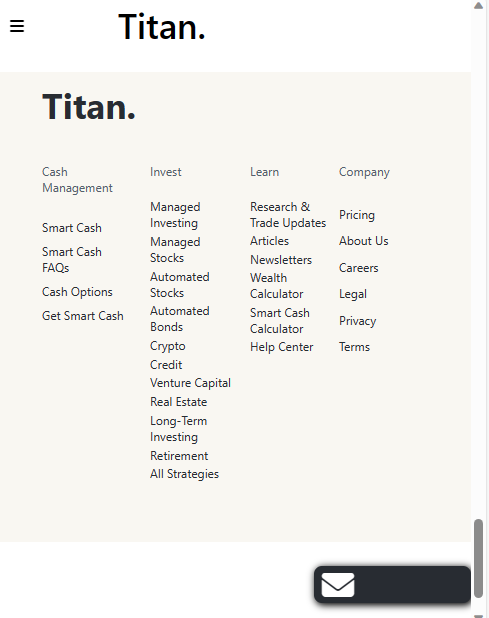 Titan.
Titan.
Cash
Management
Smart Cash
Smart Cash
FAQs
Cash Options
Get Smart Cash
Invest
Managed
Investing
Managed
Stocks
Automated
Stocks
Automated
Bonds
Crypto
Credit
Venture Capital
Real Estate
Long-Term
Investing
Retirement
All Strategies
Learn
Research &
Trade Updates
Articles
Newsletters
Wealth
Calculator
Smart Cash
Calculator
Help Center
Company
Pricing
About Us
Careers
Legal
Privacy
Terms